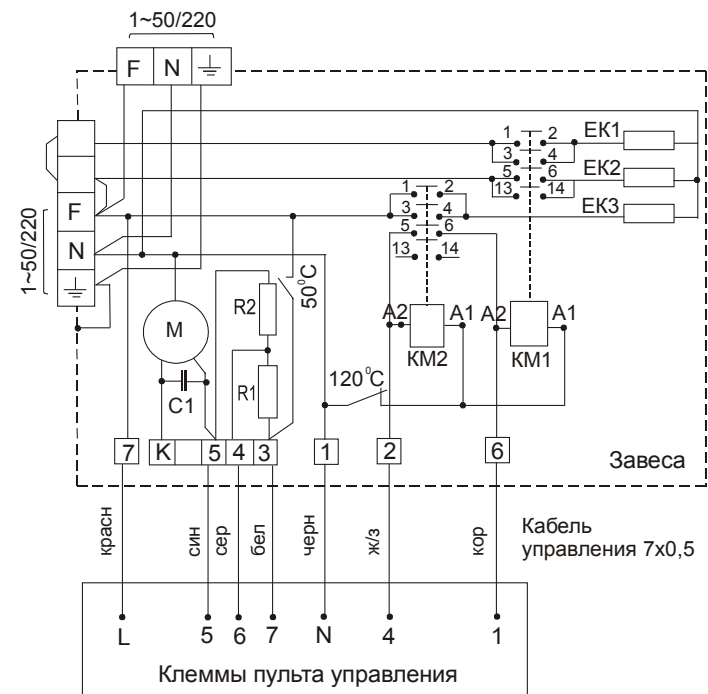 1~50/220
F N
1 2 EK1
3 4
5 6 EK2
13 14
EK3
1 2
3 4
5 6
13 14
F
N
1~50/220
50°C
R2
M
A2 A1 A2 A1
КМ2 КМ1
120°C
C1
R1
7 K 5 4 3 1 2 6
Завеса
красн син сер бел черн ж/з кор
Кабель
управления 7x0,5
L 5 6 7 N 4 1
Клеммы пульта управления